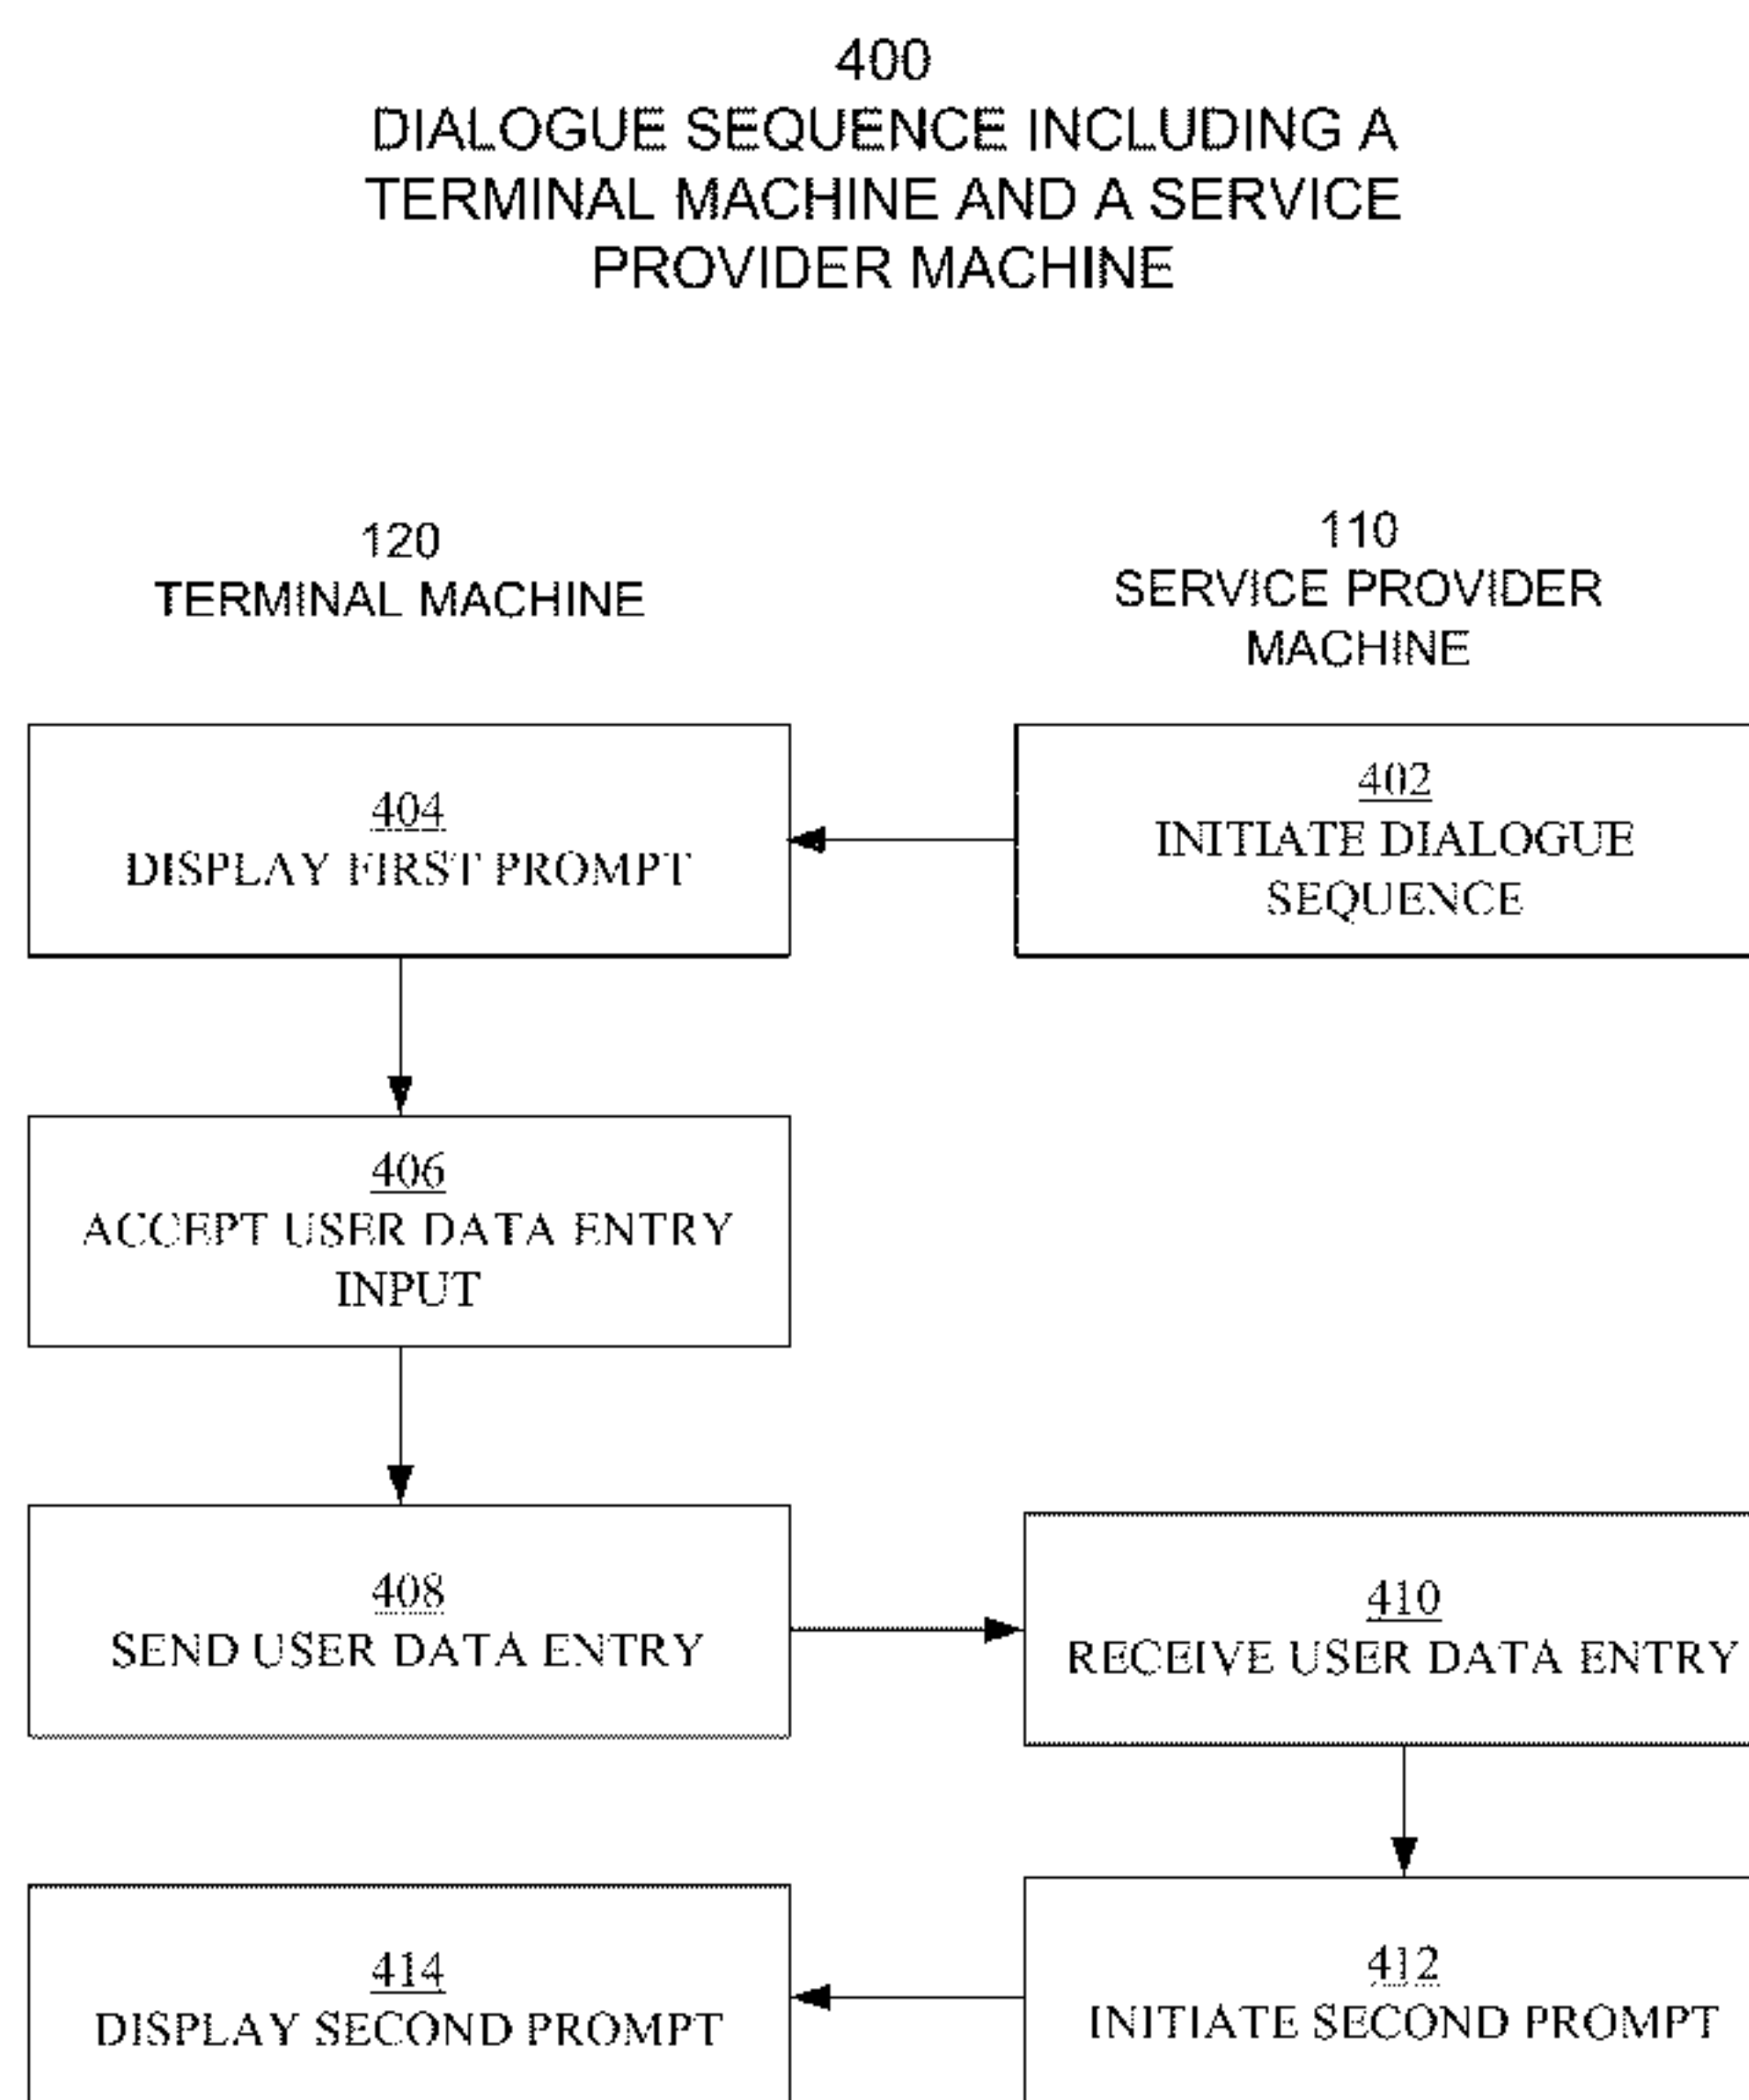 400
DIALOGUE SEQUENCE INCLUDING A
TERMINAL MACHINE AND A SERVICE
PROVIDER MACHINE
120
TERMINAL MACHINE
110
SERVICE PROVIDER
MACHINE
404
DISPLAY FIRST PROMPT
402
INITIATE DIALOGUE
SEQUENCE
406
ACCEPT USER DATA ENTRY
INPUT
408
SEND USER DATA ENTRY
410
RECEIVE USER DATA ENTRY
414
DISPLAY SECOND PROMPT
412
INITIATE SECOND PROMPT